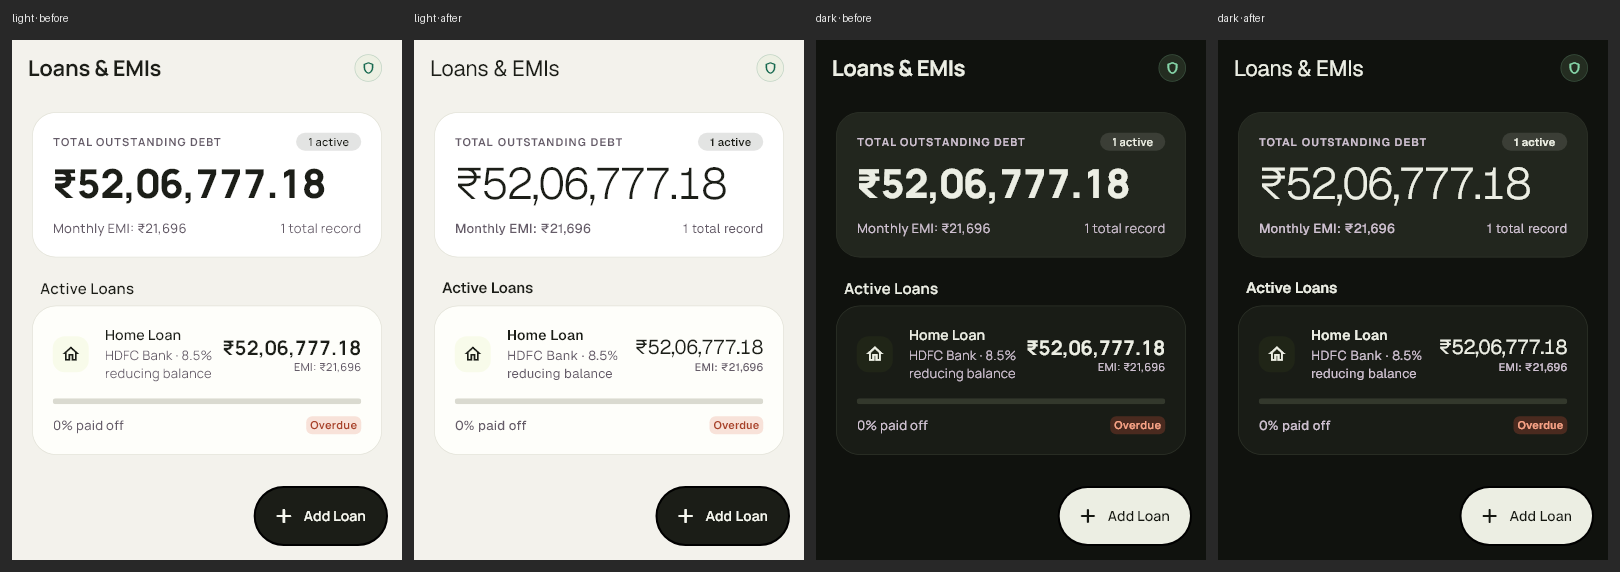 light·before
Loans & EMIs
TOTAL OUTSTANDING DEBT
1 active
₹52,06,777.18
Monthly EMI: ₹21,696
1 total record
Active Loans
Home Loan
HDFC Bank · 8.5%
reducing balance
₹52,06,777.18
EMI: ₹21,696
0% paid off
Overdue
+ Add Loan
light·after
Loans & EMIs
TOTAL OUTSTANDING DEBT
1 active
₹52,06,777.18
Monthly EMI: ₹21,696
1 total record
Active Loans
Home Loan
HDFC Bank · 8.5%
reducing balance
₹52,06,777.18
EMI: ₹21,696
0% paid off
Overdue
+ Add Loan
dark·before
Loans & EMIs
TOTAL OUTSTANDING DEBT
1 active
₹52,06,777.18
Monthly EMI: ₹21,696
1 total record
Active Loans
Home Loan
HDFC Bank · 8.5%
reducing balance
₹52,06,777.18
EMI: ₹21,696
0% paid off
Overdue
+ Add Loan
dark·after
Loans & EMIs
TOTAL OUTSTANDING DEBT
1 active
₹52,06,777.18
Monthly EMI: ₹21,696
1 total record
Active Loans
Home Loan
HDFC Bank · 8.5%
reducing balance
₹52,06,777.18
EMI: ₹21,696
0% paid off
Overdue
+ Add Loan